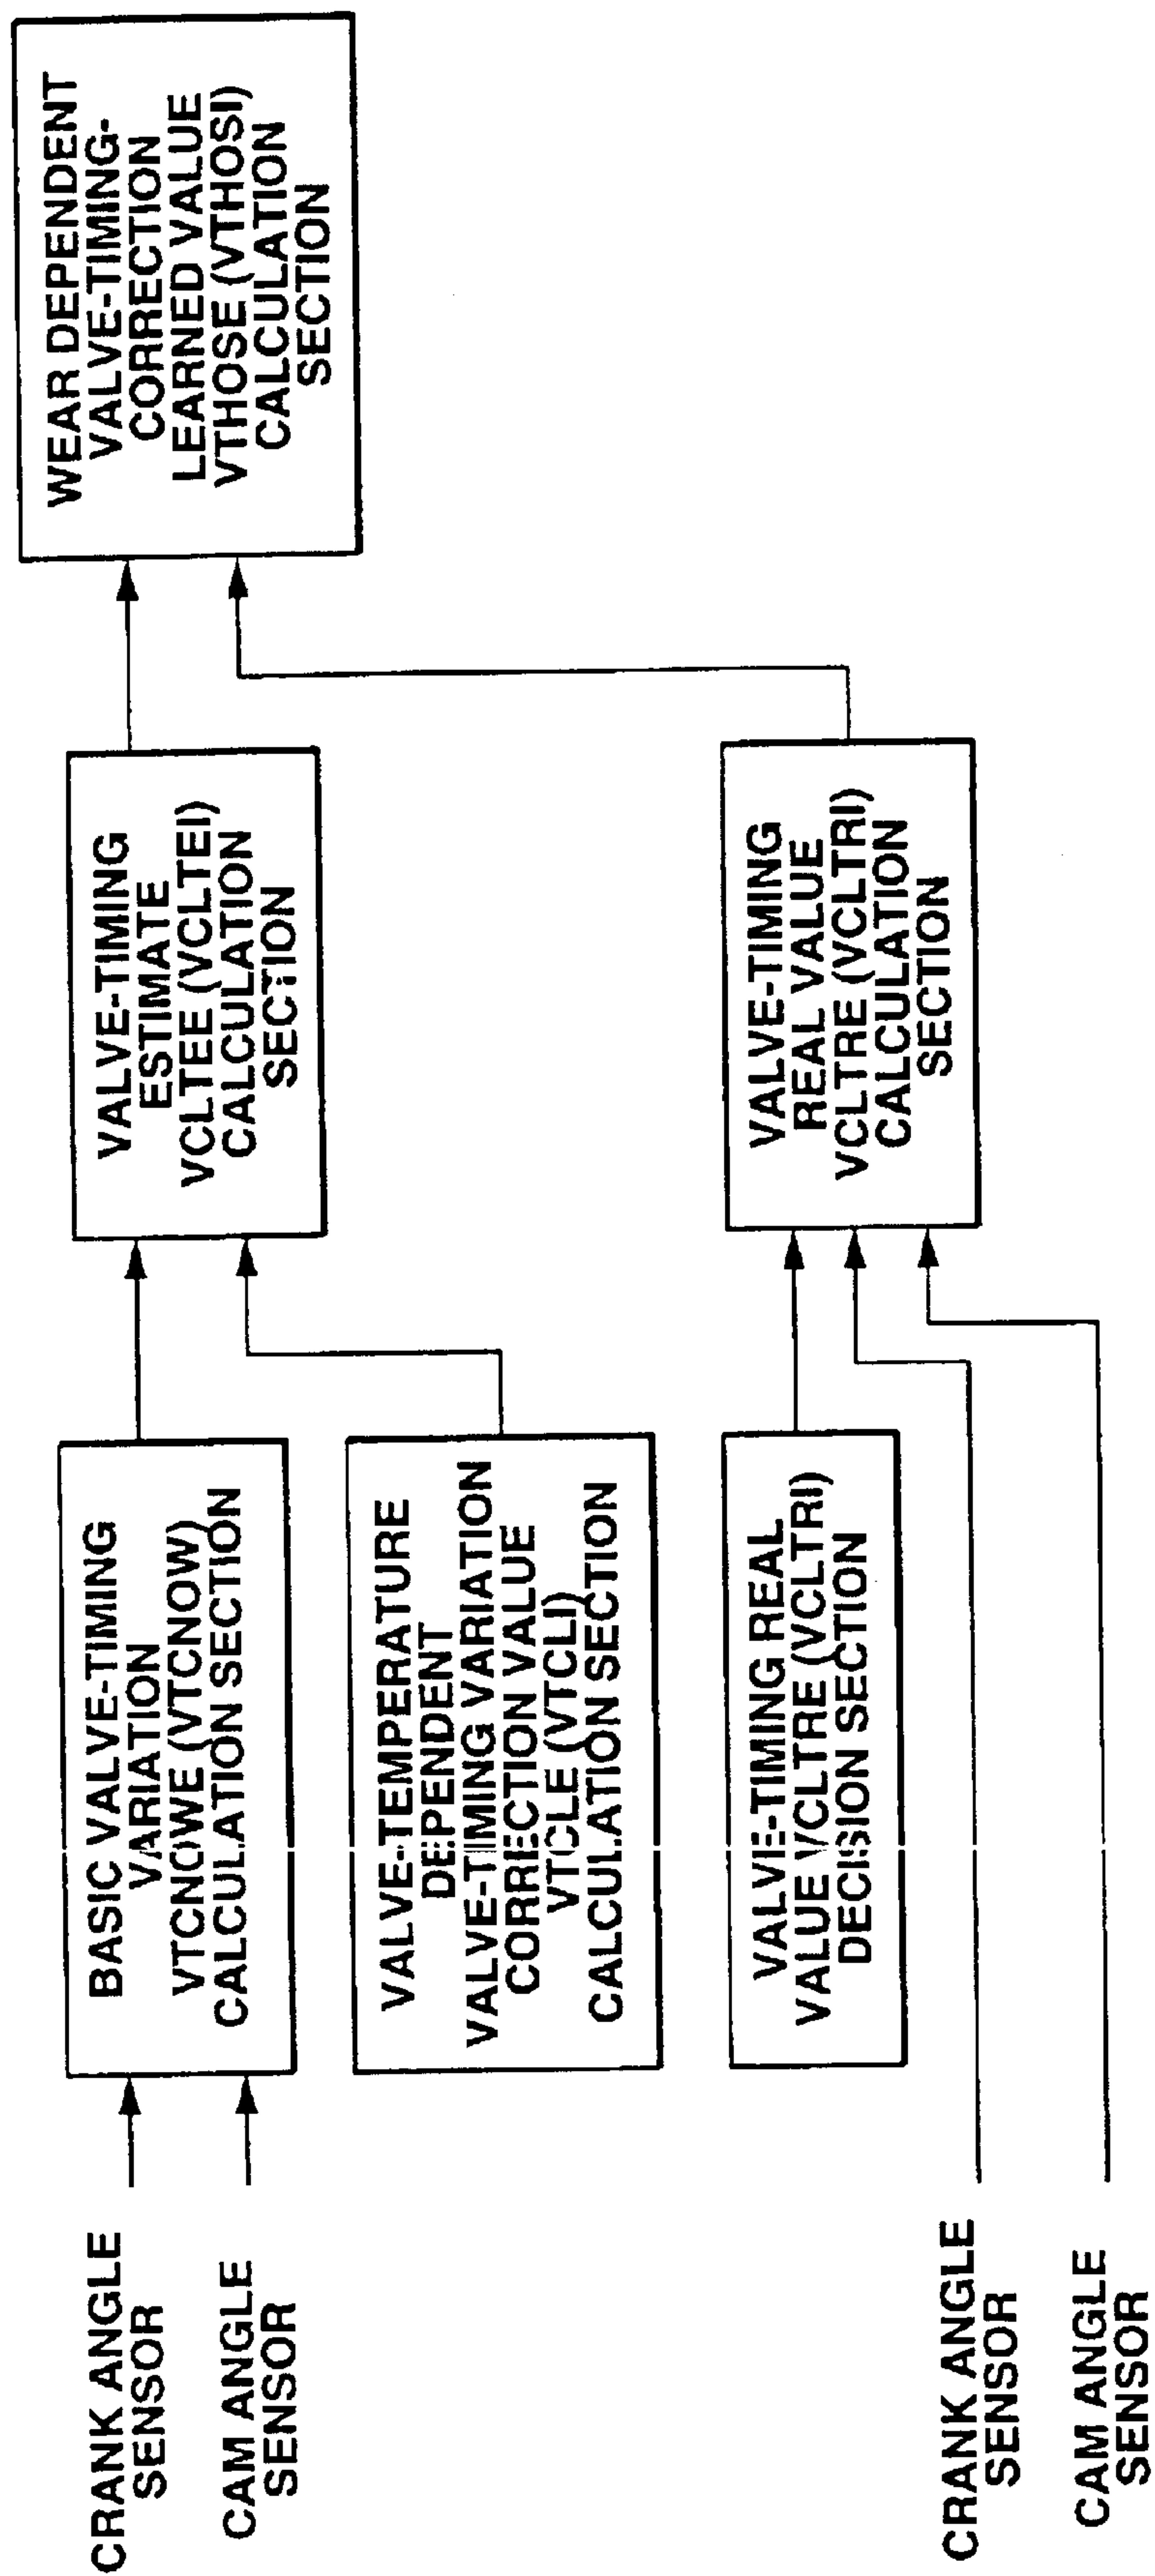 CRANK ANGLE
SENSOR
CAM ANGLE
SENSOR
BASIC VALVE-TIMING
VARIATION
VTCNOWE (VTCNOW)
CALCULATION SECTION
VALVE-TEMPERATURE
DEPENDENT
VALVE-TIMING VARIATION
CORRECTION VALUE
VTCLE (VTCLI)
CALCULATION SECTION
VALVE-TIMING REAL
VALUE VCLTRE (VCLTRI)
DECISION SECTION
CRANK ANGLE
SENSOR
CAM ANGLE
SENSOR
VALVE-TIMING
ESTIMATE
VCLTEE (VCLTEI)
CALCULATION
SECTION
VALVE-TIMING
REAL VALUE
VCLTRE (VCLTRI)
CALCULATION
SECTION
WEAR DEPENDENT
VALVE-TIMING-
CORRECTION
LEARNED VALUE
VTHOSE (VTHOSI)
CALCULATION
SECTION